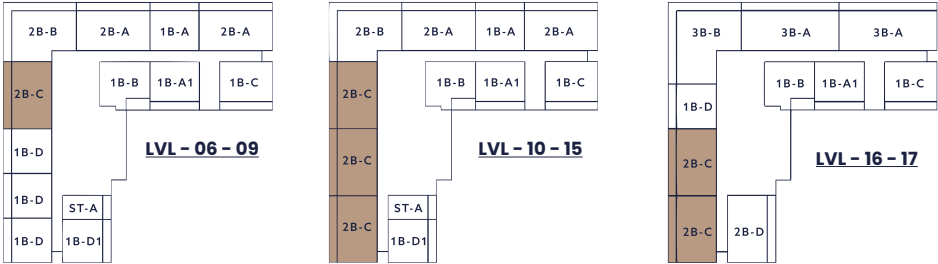 2B-B 2B-A 1B-A 2B-A
2B-C 1B-B 1B-A1 1B-C
1B-D
LVL - 06 - 09
1B-D
ST-A
1B-D 1B-D1
2B-B 2B-A 1B-A 2B-A
2B-C 1B-B 1B-A1 1B-C
2B-C
LVL - 10 - 15
ST-A
2B-C 1B-D1
3B-B 3B-A 3B-A
1B-B 1B-A1 1B-C
1B-D
2B-C
LVL - 16 - 17
2B-C 2B-D